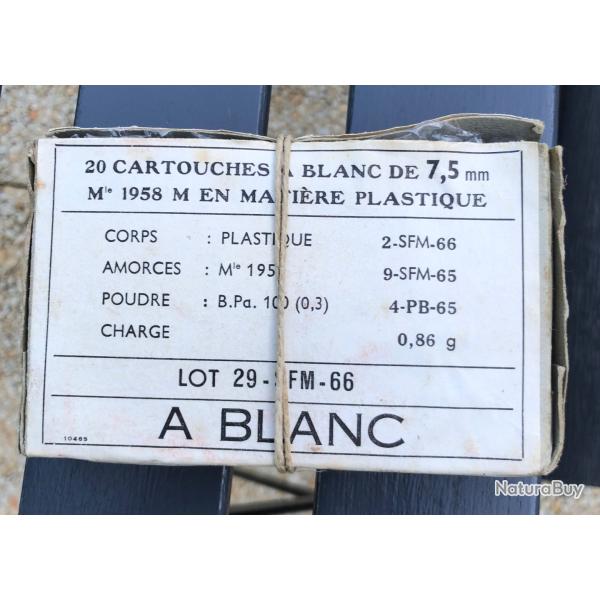 20 CARTOUCHES A BLANC DE 7,5 mm
Mle 1958 M EN MATIÈRE PLASTIQUE
CORPS : PLASTIQUE 2-SFM-66
AMORCES : Mle 195 9-SFM-65
POUDRE : B.Pa. 100 (0,3) 4-PB-65
CHARGE 0,86 g
LOT 29-SFM-66
A BLANC
10465
NaturaBuy